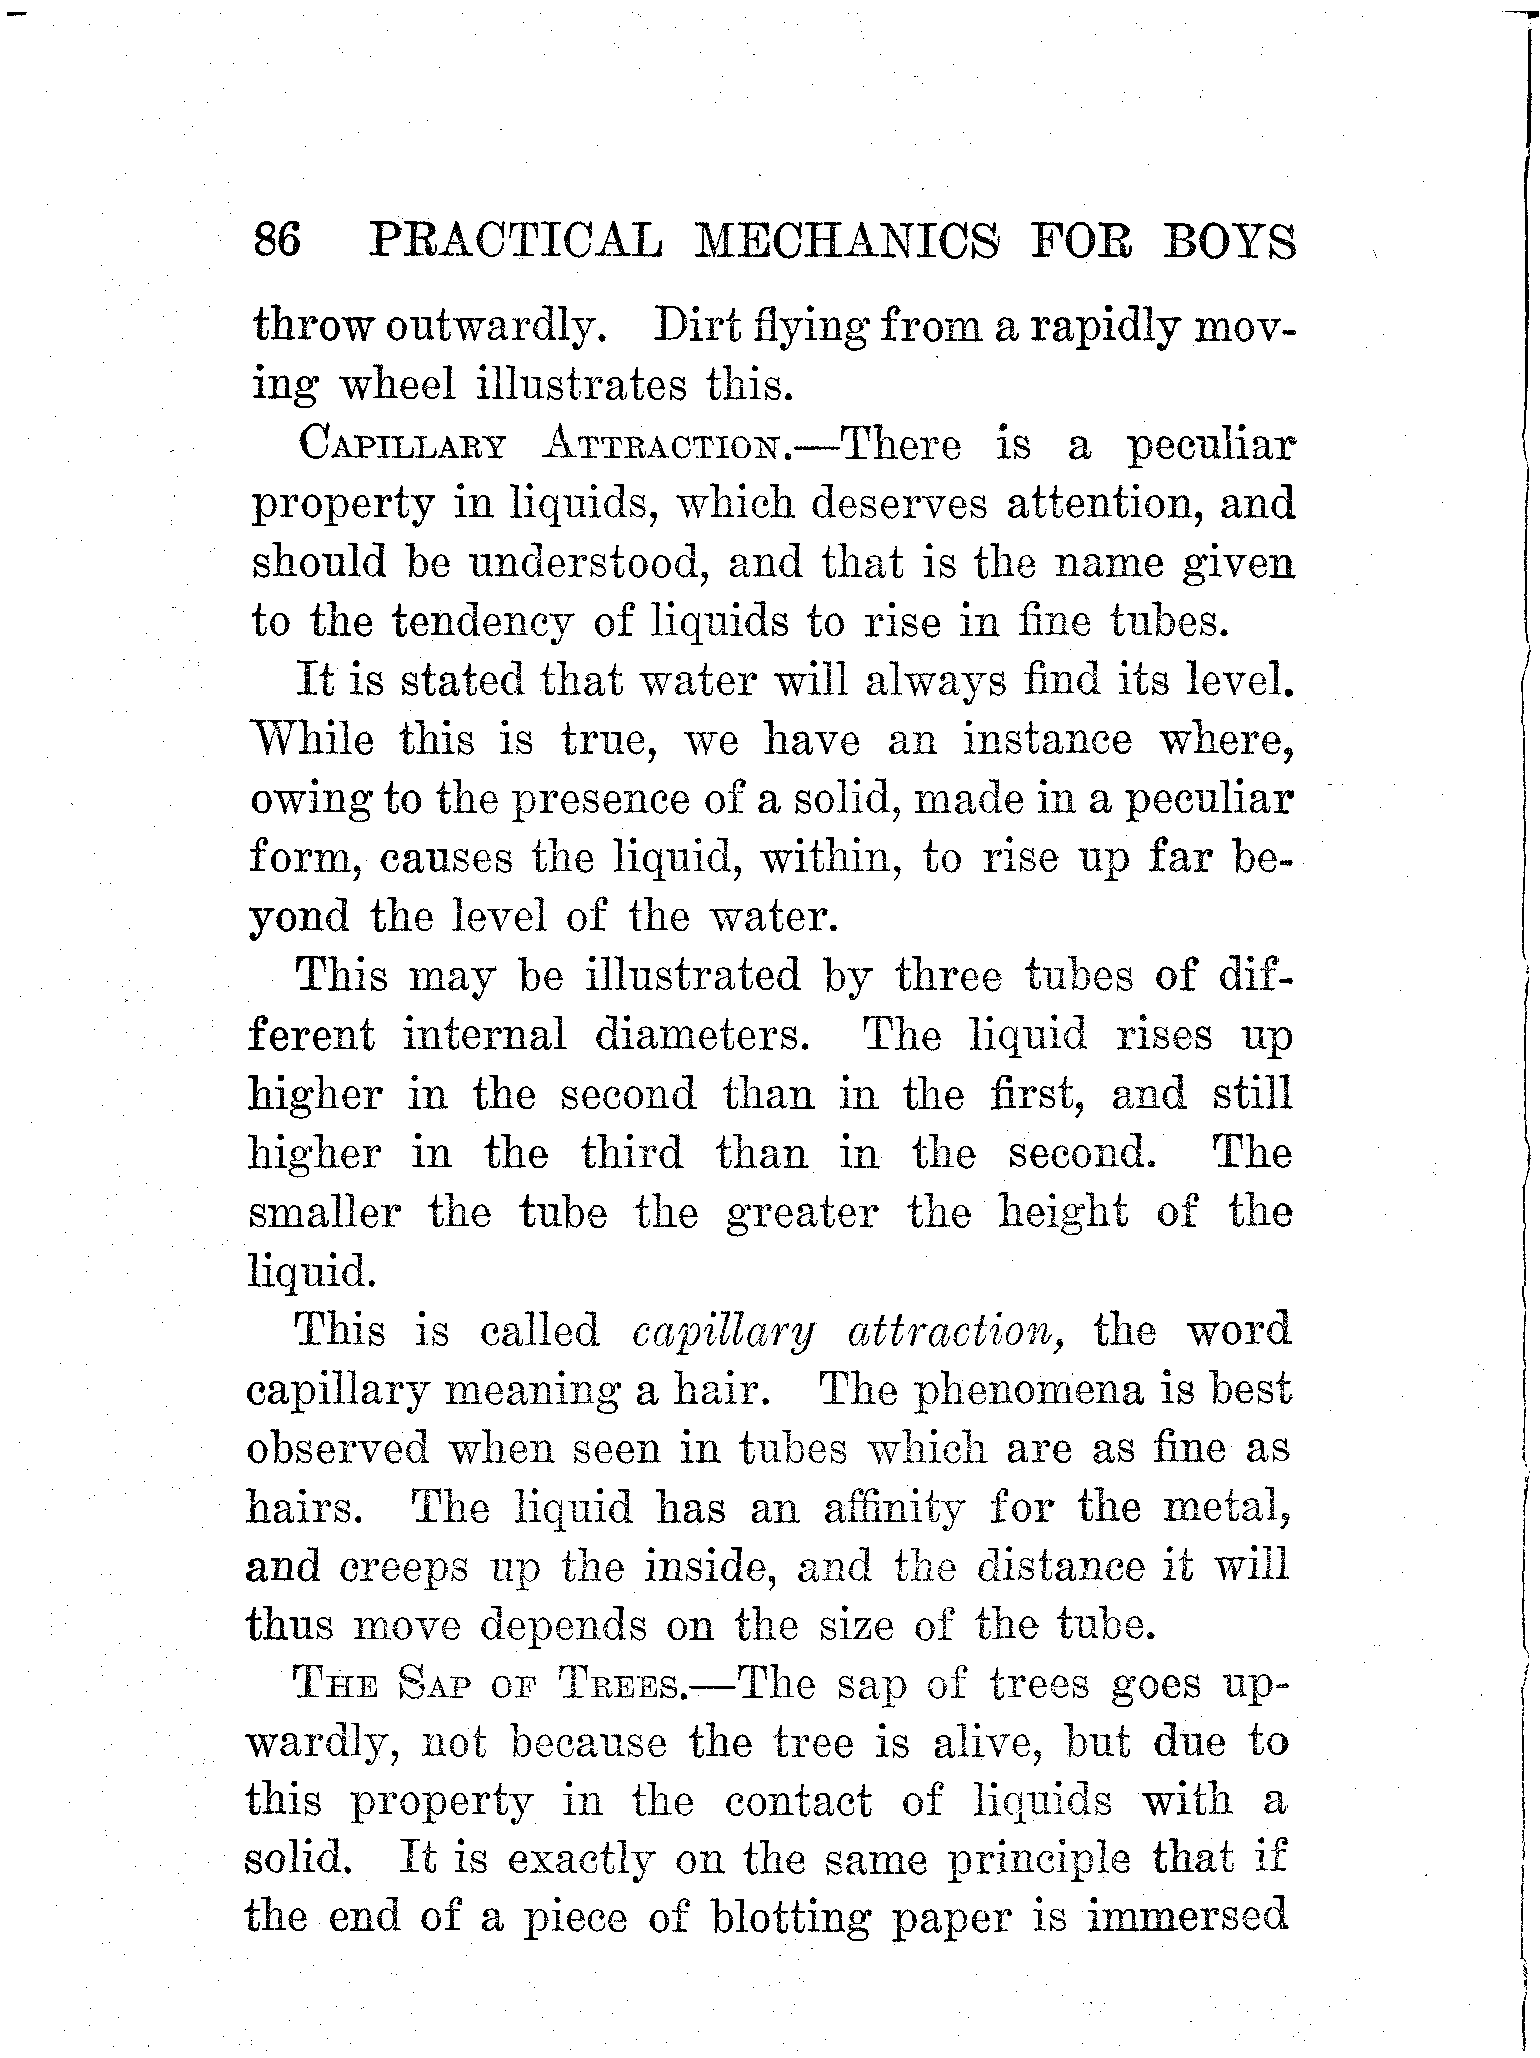 86 PRACTICAL MECHANICS FOR BOYS
throw outwardly. Dirt flying from a rapidly mov-
ing wheel illustrates this.
CAPILLARY ATTRACTION.—There is a peculiar
property in liquids, which deserves attention, and
should be understood, and that is the name given
to the tendency of liquids to rise in fine tubes.
It is stated that water will always find its level.
While this is true, we have an instance where,
owing to the presence of a solid, made in a peculiar
form, causes the liquid, within, to rise up far be-
yond the level of the water.
This may be illustrated by three tubes of dif-
ferent internal diameters. The liquid rises up
higher in the second than in the first, and still
higher in the third than in the second. The
smaller the tube the greater the height of the
liquid.
This is called capillary attraction, the word
capillary meaning a hair. The phenomena is best
observed when seen in tubes which are as fine as
hairs. The liquid has an affinity for the metal,
and creeps up the inside, and the distance it will
thus move depends on the size of the tube.
THE SAP OF TREES.—The sap of trees goes up-
wardly, not because the tree is alive, but due to
this property in the contact of liquids with a
solid. It is exactly on the same principle that if
the end of a piece of blotting paper is immersed